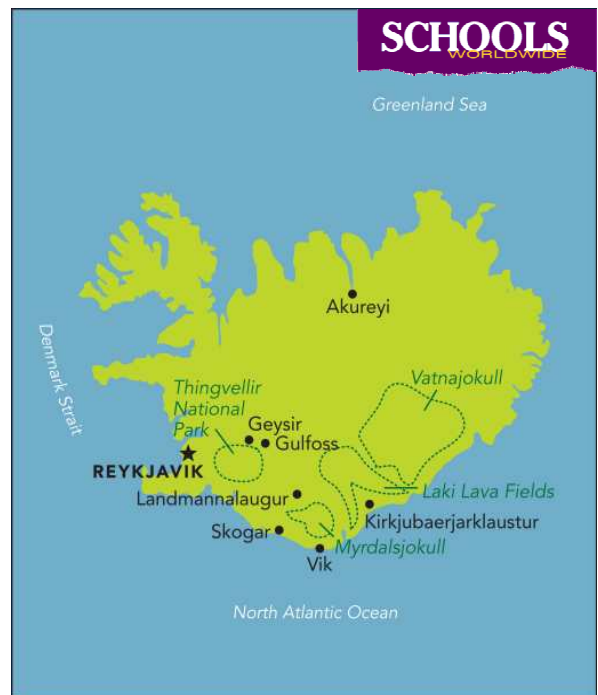 SCHOOLS
WORLDWIDE
Greenland Sea
Akureyi
Denmark Strait
Vatnajokull
Thingvellir
National
Park
Geysir
Gulfoss
REYKJAVIK
Landmannalaugur
Laki Lava Fields
Kirkjubaerjarklaustur
Skogar
Myrdalsjokull
Vik
North Atlantic Ocean